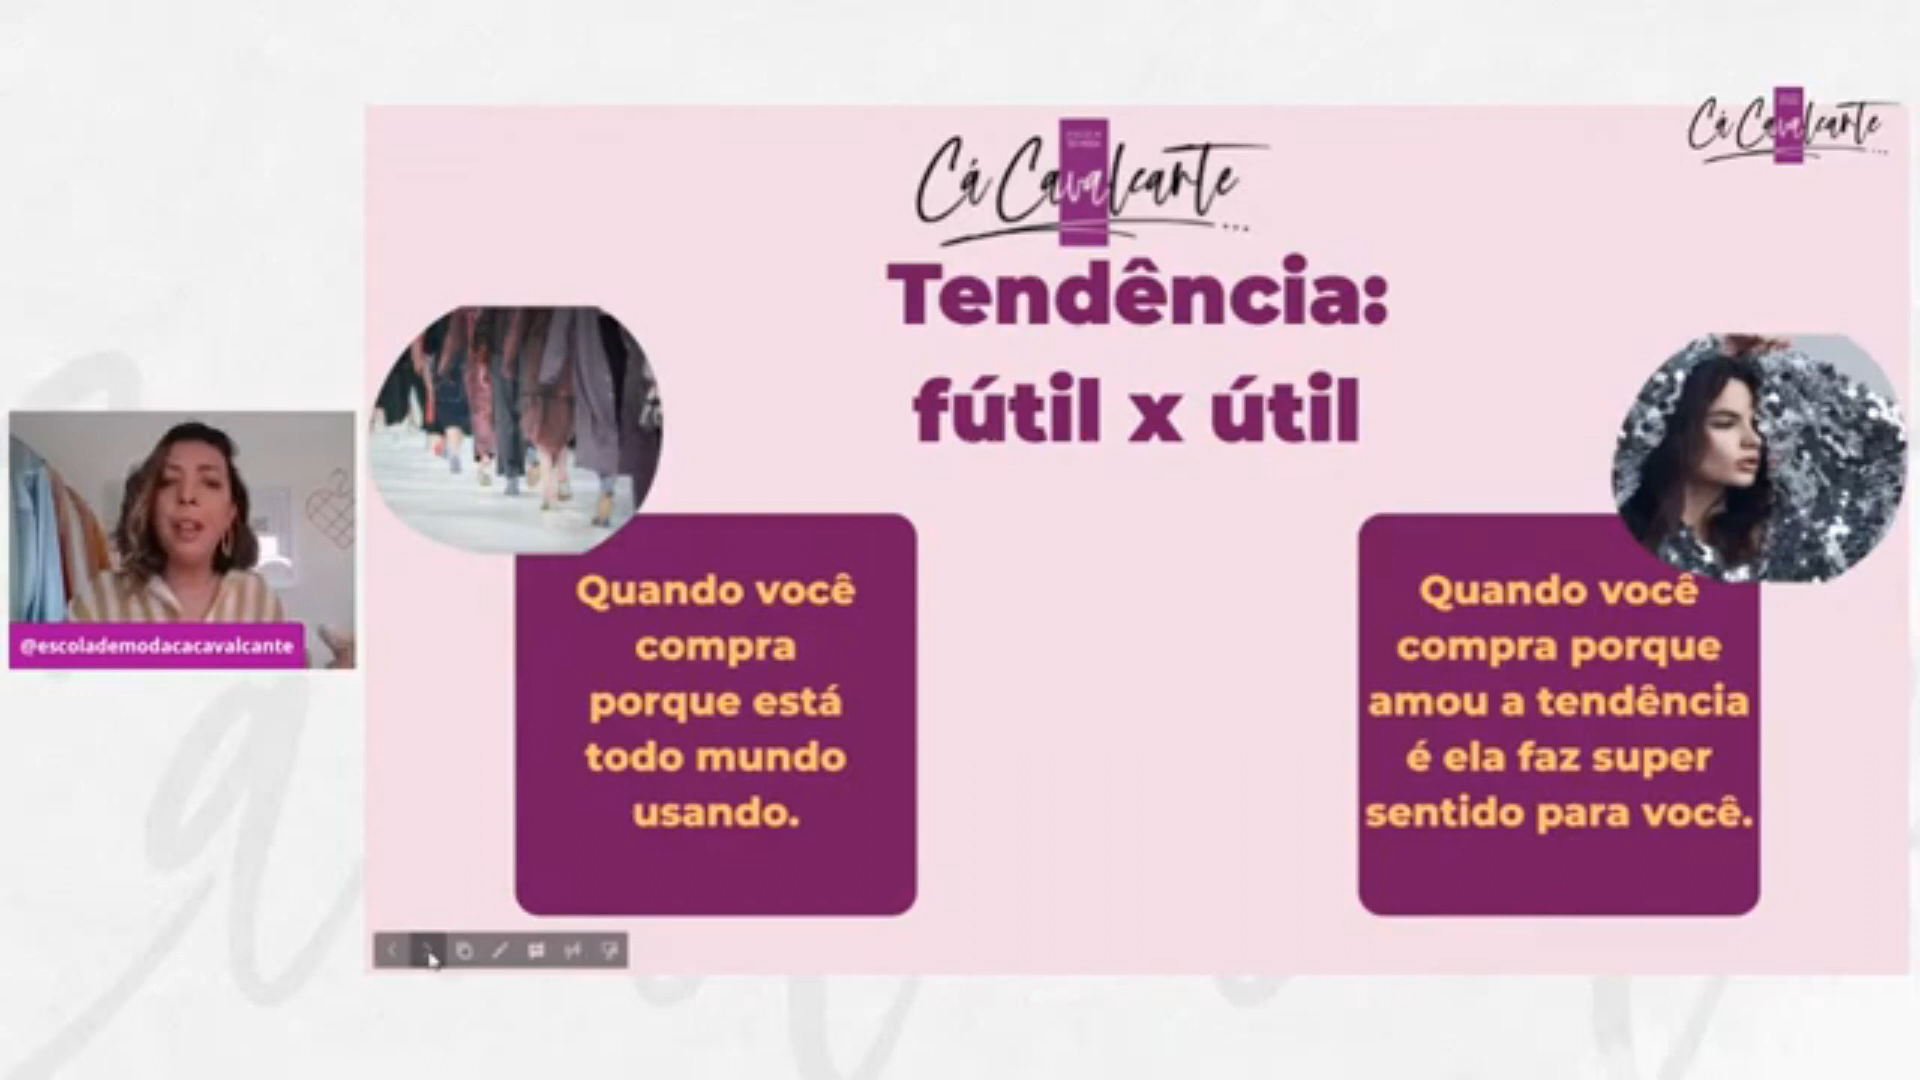 Cá Cavalcante
Cá Cavalcante
Tendência:
fútil x útil
Quando você
compra
porque está
todo mundo
usando.
Quando você
compra porque
amou a tendência
é ela faz super
sentido para você.
@escolademodacacavalcante